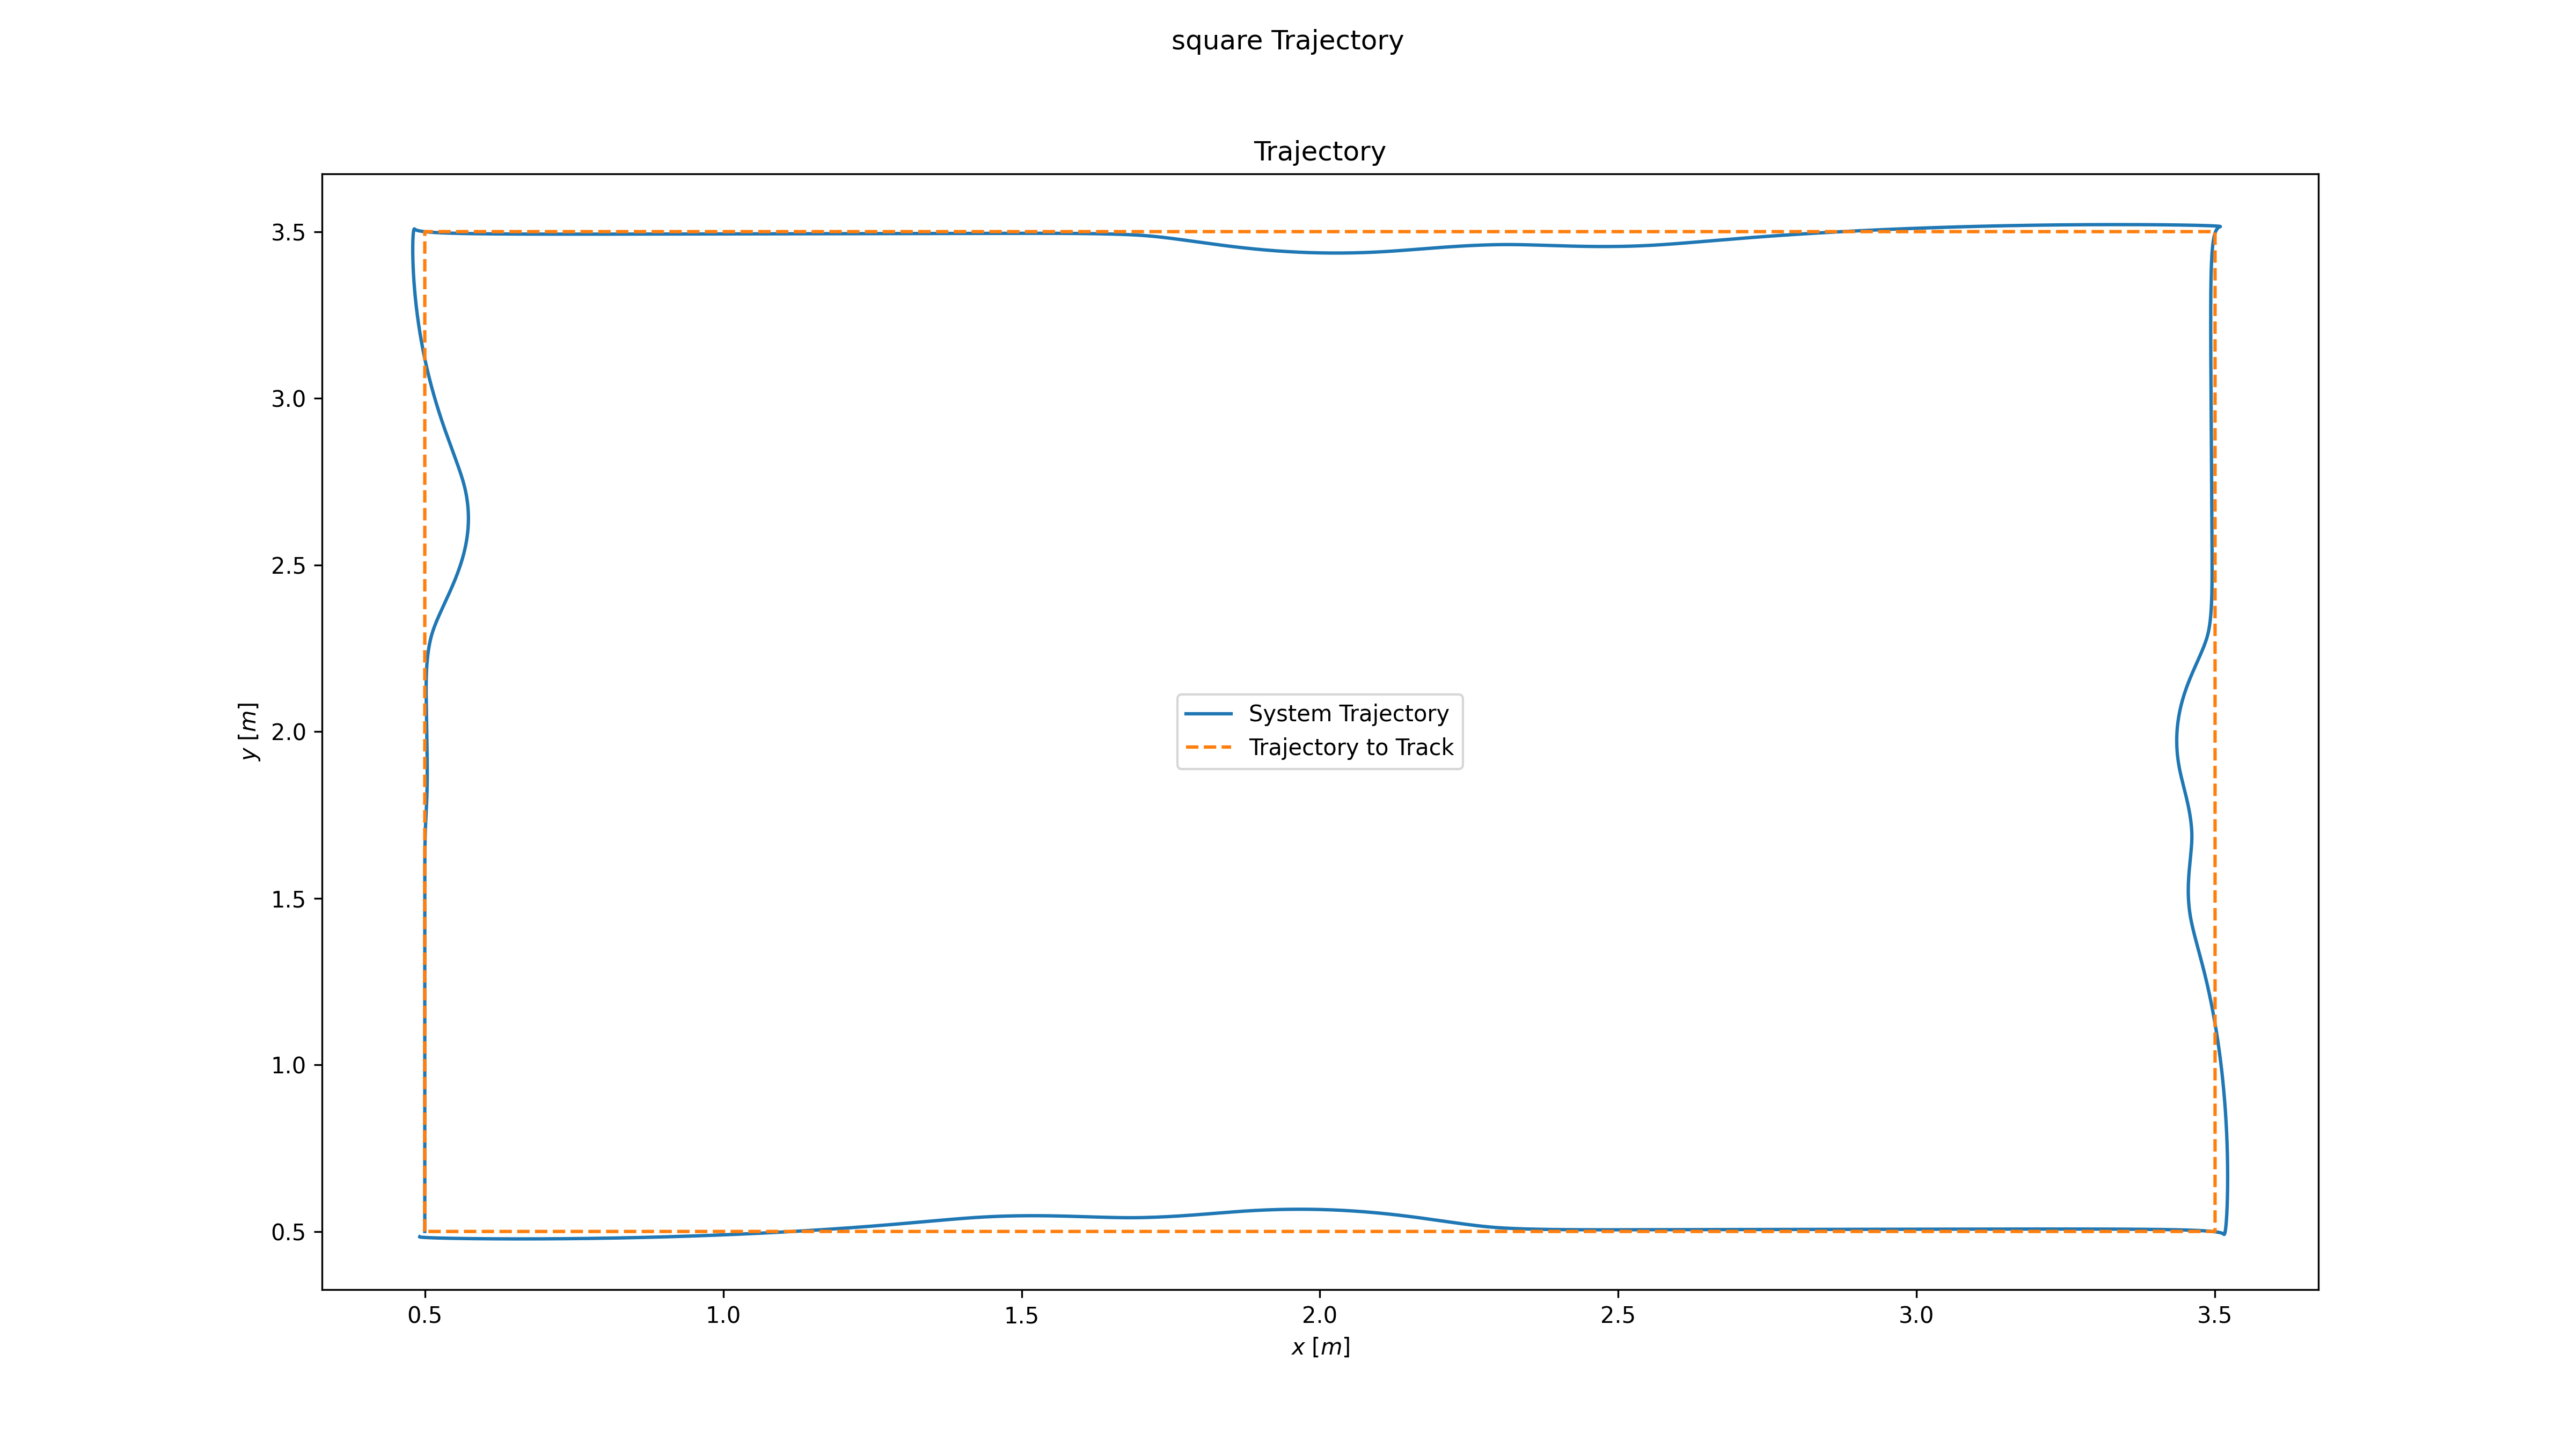 square Trajectory
Trajectory
3.5
3.0
2.5
2.0
1.5
1.0
0.5
y [m]
System Trajectory
Trajectory to Track
0.5 1.0 1.5 2.0 2.5 3.0 3.5
x [m]